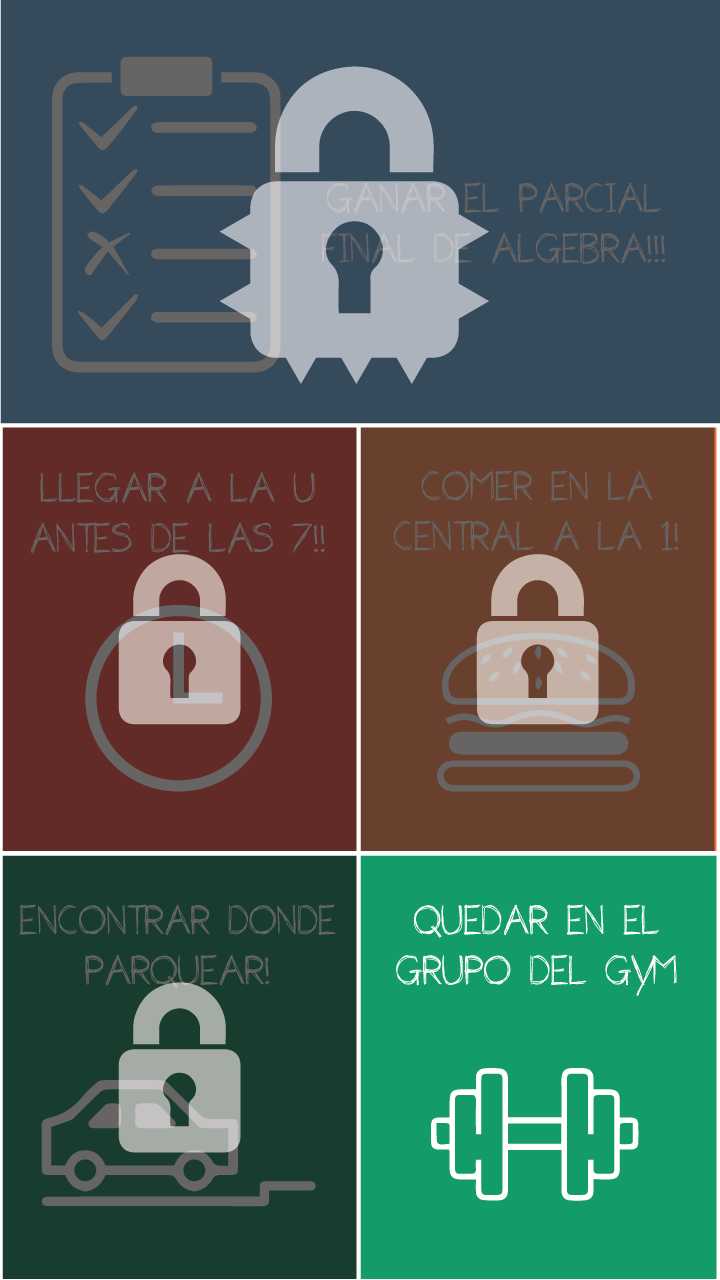 GANAR EL PARCIAL
FINAL DE ALGEBRA!!!
LLEGAR A LA U
ANTES DE LAS 7!!
COMER EN LA
CENTRAL A LA 1!
ENCONTRAR DONDE
PARQUEAR!
QUEDAR EN EL
GRUPO DEL GYM